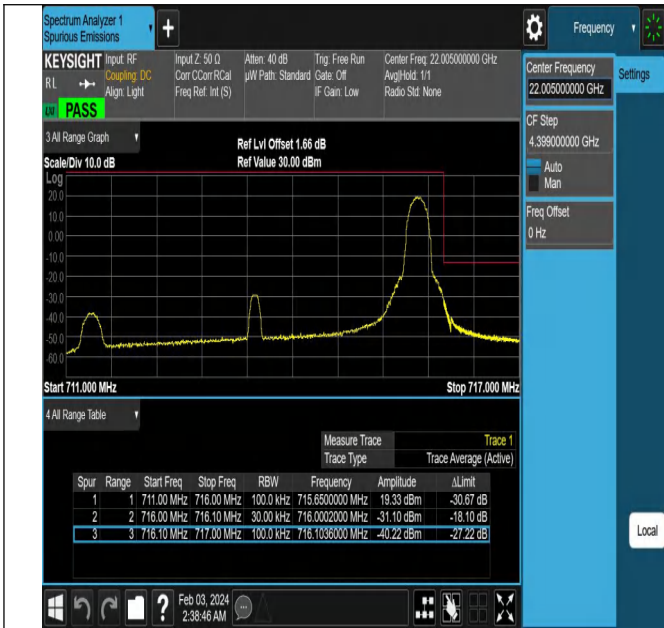 Spectrum Analyzer 1
Spurious Emissions
Frequency
KEYSIGHT Input: RF Input Z: 50 Ω Atten: 40 dB Trig: Free Run Center Freq: 22.005000000 GHz
RL Coupling: DC Corr CCorr RCal µW Path: Standard Gate: Off Avg|Hold: 1/1
Align: Light Freq Ref: Int (S) IF Gain: Low Radio Std: None
PASS
Center Frequency
22.005000000 GHz
Settings
CF Step
4.399000000 GHz
Auto
Man
Freq Offset
0 Hz
3 All Range Graph
Ref Lvl Offset 1.66 dB
Scale/Div 10.0 dB Ref Value 30.00 dBm
Log
20.0
10.0
0.00
-10.0
-20.0
-30.0
-40.0
-50.0
-60.0
Start 711.000 MHz Stop 717.000 MHz
4 All Range Table
Measure Trace Trace 1
Trace Type Trace Average (Active)
Spur Range Start Freq Stop Freq RBW Frequency Amplitude ΔLimit
1 1 711.00 MHz 716.00 MHz 100.0 kHz 715.6500000 MHz 19.33 dBm -30.67 dB
2 2 716.00 MHz 716.10 MHz 30.00 kHz 716.0002000 MHz -31.10 dBm -18.10 dB
3 3 716.10 MHz 717.00 MHz 100.0 kHz 716.1036000 MHz -40.22 dBm -27.22 dB
Local
Feb 03, 2024
2:38:46 AM